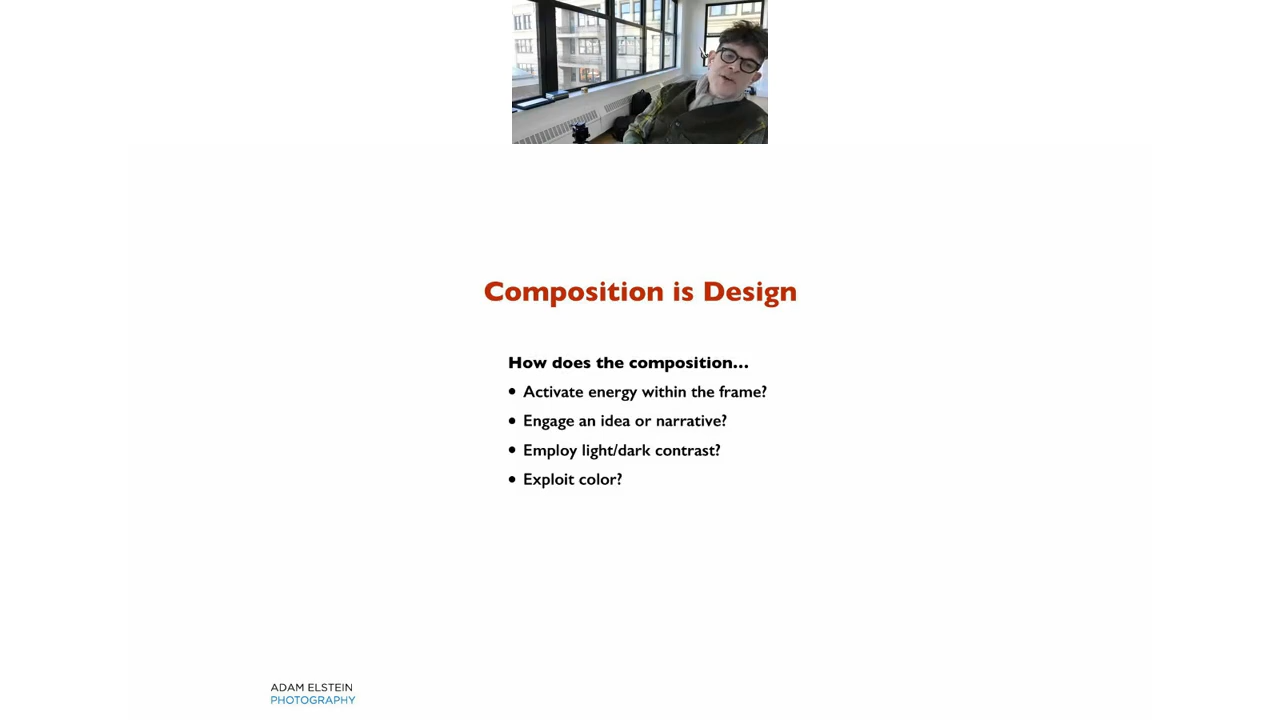 Composition is Design
How does the composition...
• Activate energy within the frame?
• Engage an idea or narrative?
• Employ light/dark contrast?
• Exploit color?
ADAM ELSTEIN
PHOTOGRAPHY